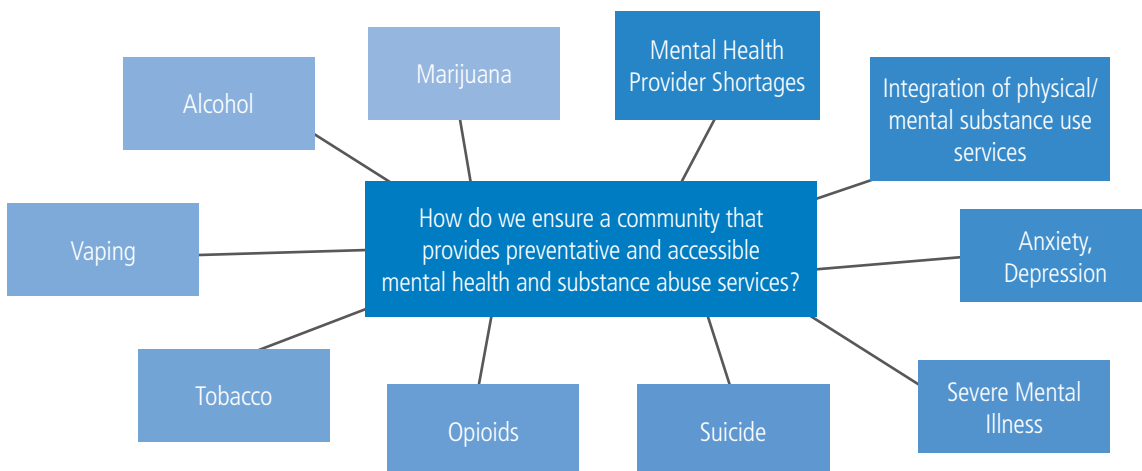 Marijuana
Mental Health
Provider Shortages
Alcohol
Integration of physical/
mental substance use
services
Vaping
How do we ensure a community that
provides preventative and accessible
mental health and substance abuse services?
Anxiety,
Depression
Tobacco
Opioids
Suicide
Severe Mental
Illness